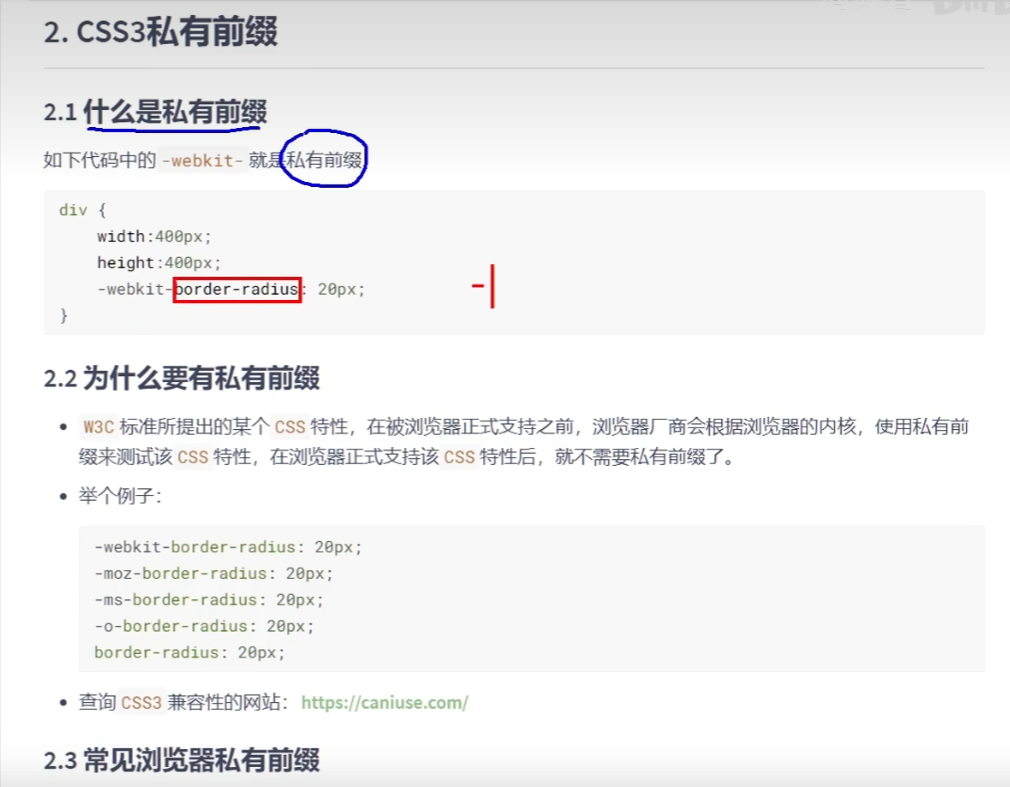 2. CSS3私有前缀
2.1 什么是私有前缀
如下代码中的 -webkit- 就是私有前缀
div {
    width:400px;
    height:400px;
    -webkit-border-radius: 20px;
}
2.2 为什么要有私有前缀
• W3C 标准所提出的某个 CSS 特性，在被浏览器正式支持之前，浏览器厂商会根据浏览器的内核，使用私有前
缀来测试该 CSS 特性，在浏览器正式支持该 CSS 特性后，就不需要私有前缀了。
• 举个例子：
-webkit-border-radius: 20px;
-moz-border-radius: 20px;
-ms-border-radius: 20px;
-o-border-radius: 20px;
border-radius: 20px;
• 查询 CSS3 兼容性的网站： https://caniuse.com/
2.3 常见浏览器私有前缀